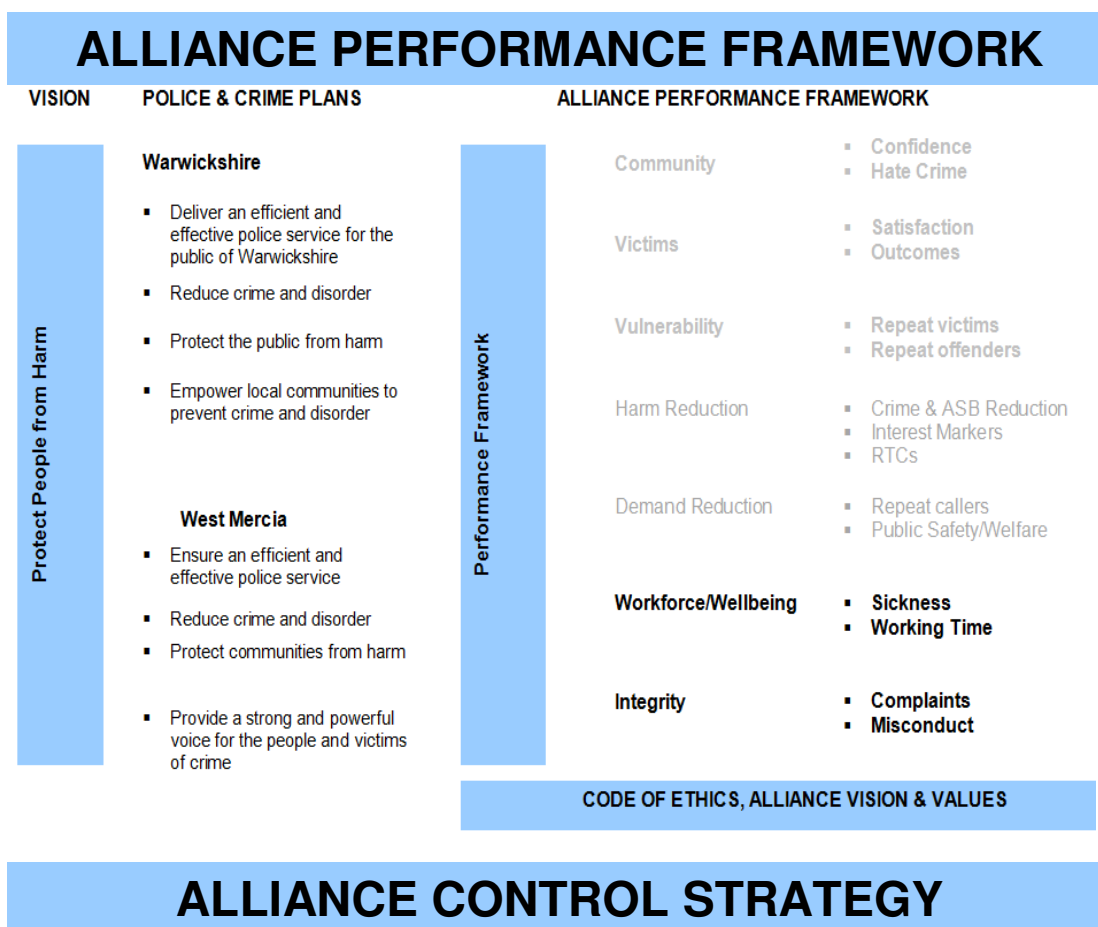 ALLIANCE PERFORMANCE FRAMEWORK
VISION
POLICE & CRIME PLANS
ALLIANCE PERFORMANCE FRAMEWORK
Protect People from Harm
Warwickshire
▪ Deliver an efficient and
effective police service for the
public of Warwickshire
▪ Reduce crime and disorder
▪ Protect the public from harm
▪ Empower local communities to
prevent crime and disorder
West Mercia
▪ Ensure an efficient and
effective police service
▪ Reduce crime and disorder
▪ Protect communities from harm
▪ Provide a strong and powerful
voice for the people and victims
of crime
Performance Framework
Community
▪ Confidence
▪ Hate Crime
Victims
▪ Satisfaction
▪ Outcomes
Vulnerability
▪ Repeat victims
▪ Repeat offenders
Harm Reduction
▪ Crime & ASB Reduction
▪ Interest Markers
▪ RTCs
Demand Reduction
▪ Repeat callers
▪ Public Safety/Welfare
Workforce/Wellbeing
▪ Sickness
▪ Working Time
Integrity
▪ Complaints
▪ Misconduct
CODE OF ETHICS, ALLIANCE VISION & VALUES
ALLIANCE CONTROL STRATEGY